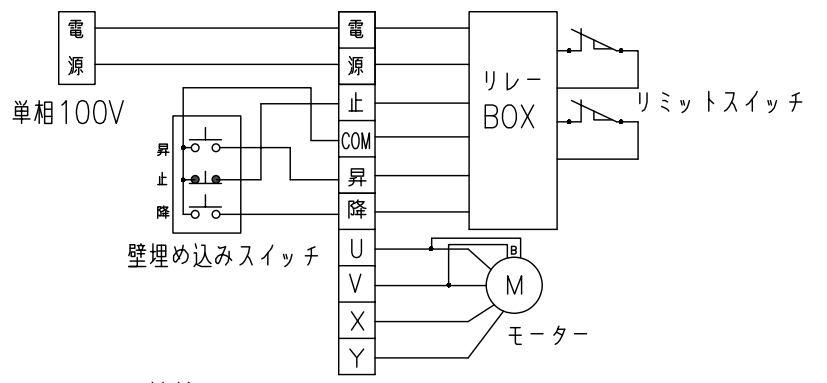 電
源
単相100V
昇
止
降
壁埋め込みスイッチ
電
源
止
COM
昇
降
U
V
X
Y
リレー
BOX
リミットスイッチ
B
M
モーター